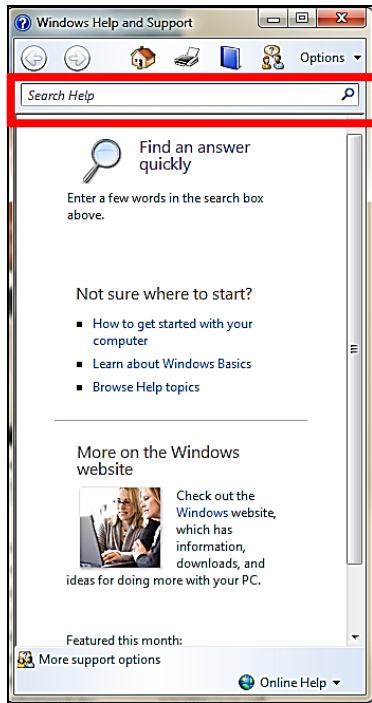 Windows Help and Support
Options
Search Help
Find an answer
quickly
Enter a few words in the search box
above.
Not sure where to start?
How to get started with your
computer
Learn about Windows Basics
Browse Help topics
More on the Windows
website
Check out the
Windows website,
which has
information,
downloads, and
ideas for doing more with your PC.
Featured this month:
More support options
Online Help